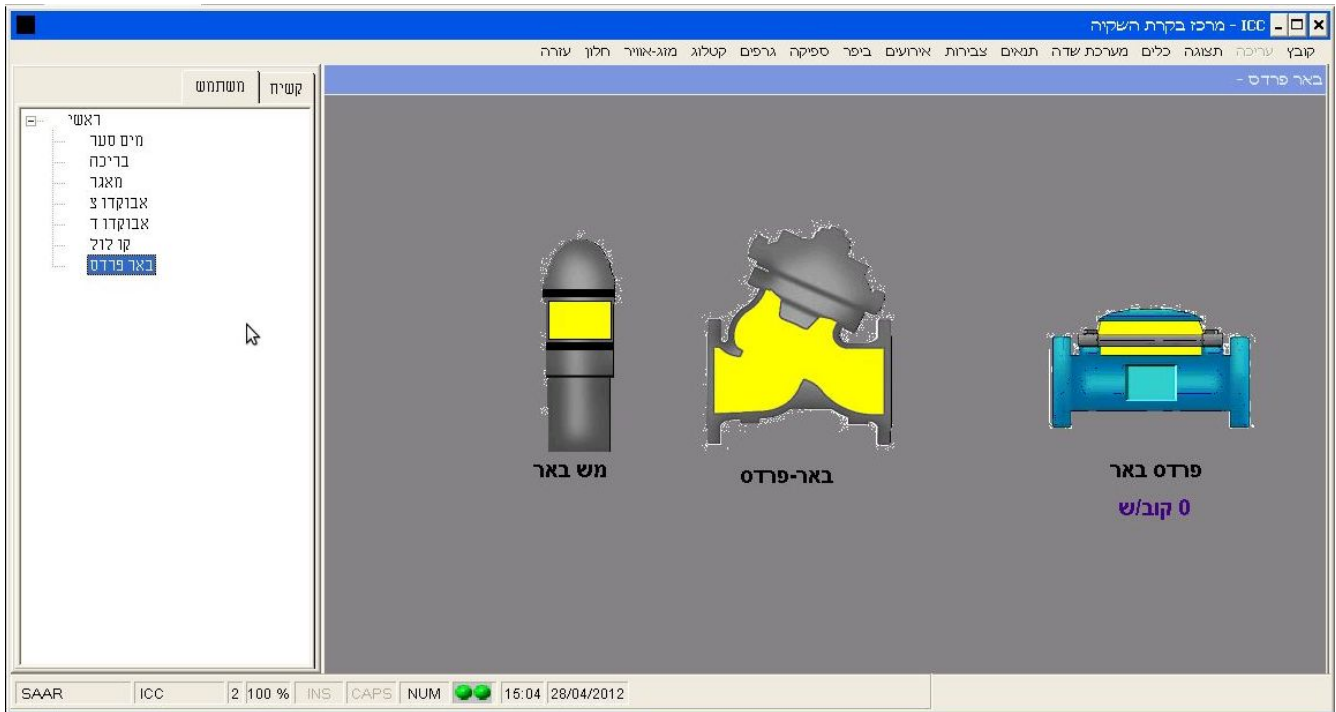 ICC - מרכז בקרת השקיה
קובץ עריכה תצוגה כלים מערכת שדה תנאים צבירות אירועים ביפר ספיקה גרפים קטלוג מזג-אוויר חלון עזרה
באר פרדס -
קשיח משתמש
ראשי
מים סער
בריכה
מאגר
אבוקדו צ
אבוקדו ד
קו לול
באר פרדס
מש באר
באר-פרדס
פרדס באר
0 קוב/ש
SAAR ICC 2 100 % INS CAPS NUM 15:04 28/04/2012